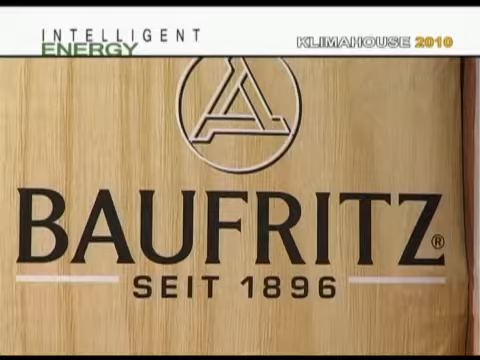 INTELLIGENT
ENERGY
KLIMAHOUSE 2010
BAUFRITZ®
SEIT 1896